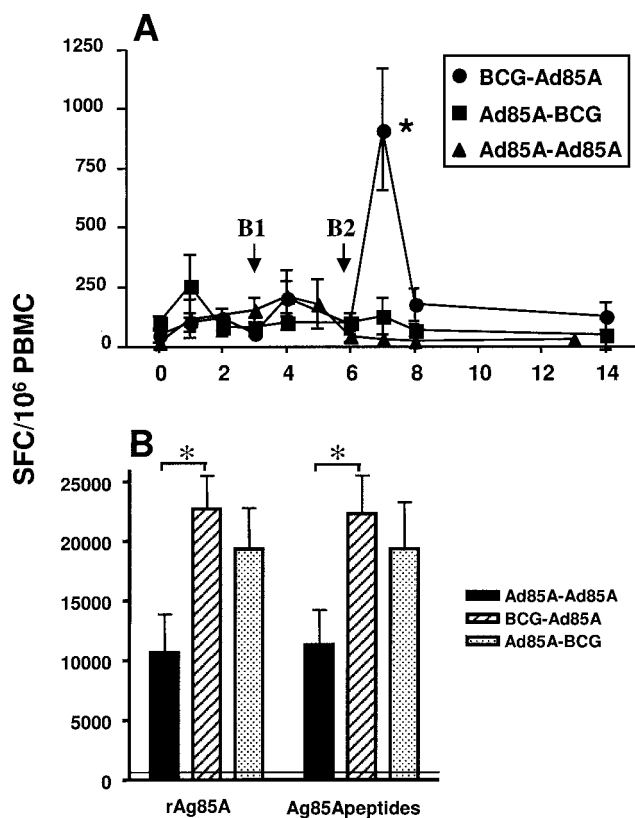 A
1250
1000
750
500
250
0
BCG-Ad85A
Ad85A-BCG
Ad85A-Ad85A
*
B1
B2
0 2 4 6 8 10 12 14
SFC/10⁶ PBMC
B
25000
20000
15000
10000
5000
0
* *
Ad85A-Ad85A
BCG-Ad85A
Ad85A-BCG
rAg85A Ag85Apeptides